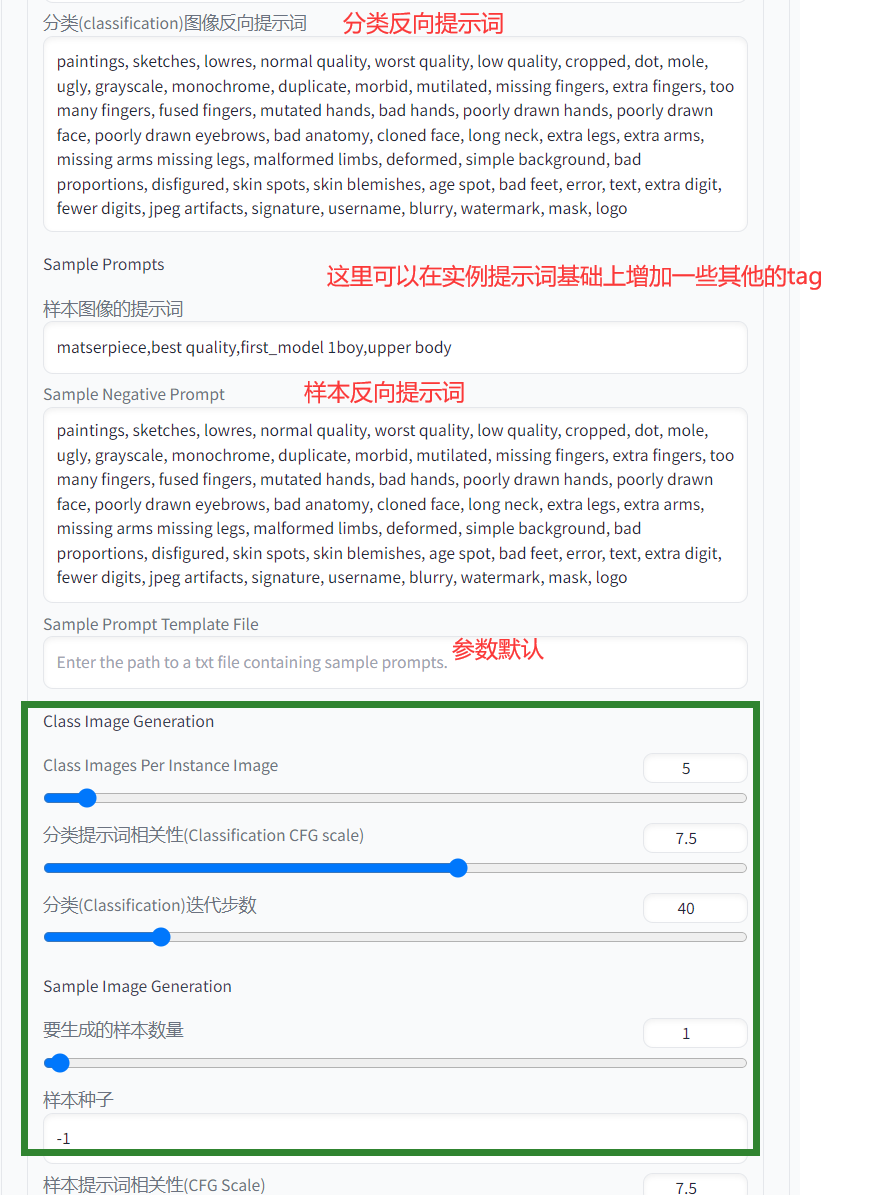 分类(classification)图像反向提示词 分类反向提示词
paintings, sketches, lowres, normal quality, worst quality, low quality, cropped, dot, mole,
ugly, grayscale, monochrome, duplicate, morbid, mutilated, missing fingers, extra fingers, too
many fingers, fused fingers, mutated hands, bad hands, poorly drawn hands, poorly drawn
face, poorly drawn eyebrows, bad anatomy, cloned face, long neck, extra legs, extra arms,
missing arms missing legs, malformed limbs, deformed, simple background, bad
proportions, disfigured, skin spots, skin blemishes, age spot, bad feet, error, text, extra digit,
fewer digits, jpeg artifacts, signature, username, blurry, watermark, mask, logo
Sample Prompts
这里可以在实例提示词基础上增加一些其他的tag
样本图像的提示词
matserpiece,best quality,first_model 1boy,upper body
Sample Negative Prompt 样本反向提示词
paintings, sketches, lowres, normal quality, worst quality, low quality, cropped, dot, mole,
ugly, grayscale, monochrome, duplicate, morbid, mutilated, missing fingers, extra fingers, too
many fingers, fused fingers, mutated hands, bad hands, poorly drawn hands, poorly drawn
face, poorly drawn eyebrows, bad anatomy, cloned face, long neck, extra legs, extra arms,
missing arms missing legs, malformed limbs, deformed, simple background, bad
proportions, disfigured, skin spots, skin blemishes, age spot, bad feet, error, text, extra digit,
fewer digits, jpeg artifacts, signature, username, blurry, watermark, mask, logo
Sample Prompt Template File
Enter the path to a txt file containing sample prompts. 参数默认
Class Image Generation
Class Images Per Instance Image 5
分类提示词相关性(Classification CFG scale) 7.5
分类(Classification)迭代步数 40
Sample Image Generation
要生成的样本数量 1
样本种子
-1
样本提示词相关性(CFG Scale) 7.5